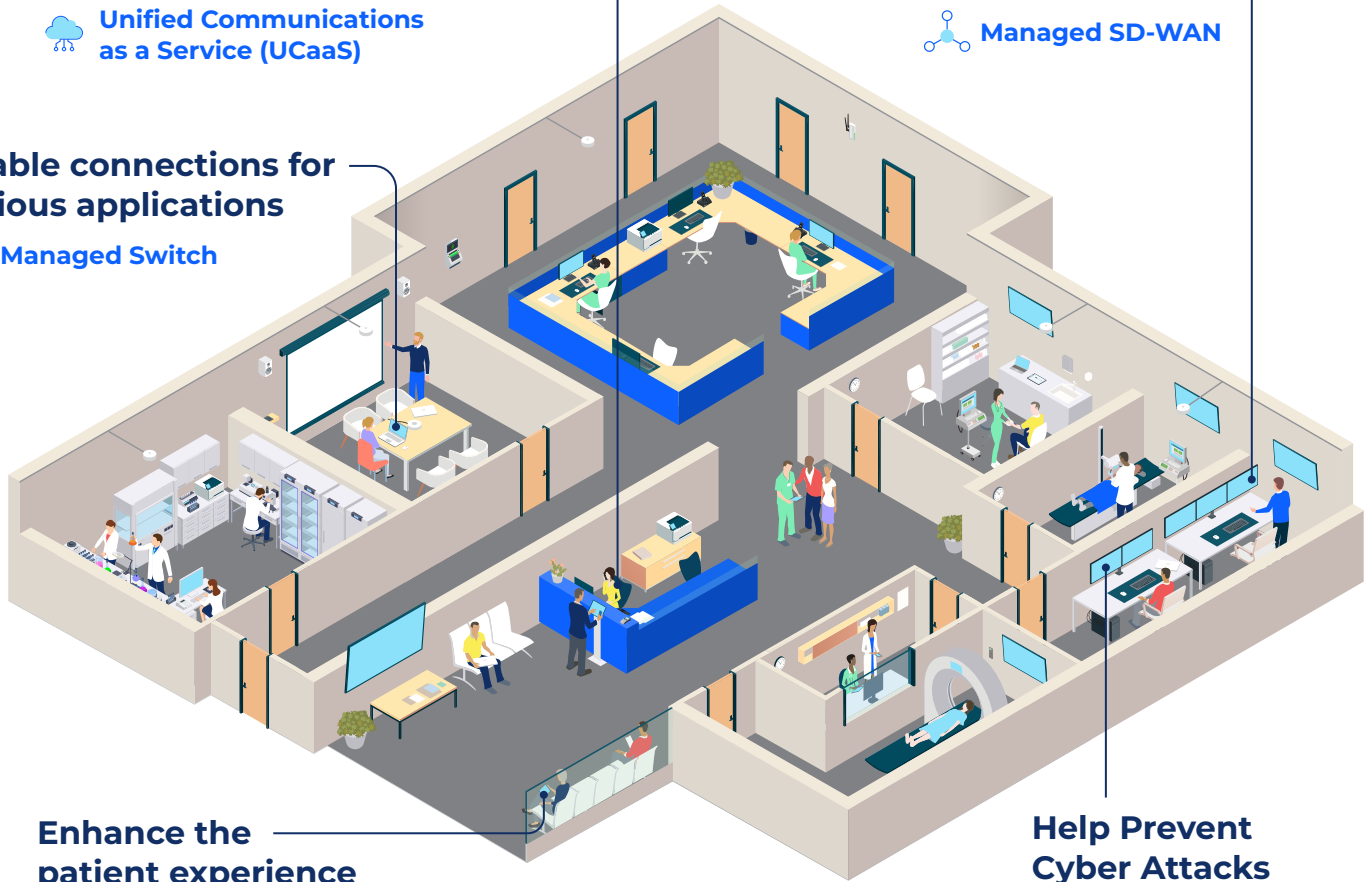 Unified Communications
as a Service (UCaaS)
Managed SD-WAN
able connections for
ious applications
Managed Switch
Enhance the
patient experience
Help Prevent
Cyber Attacks